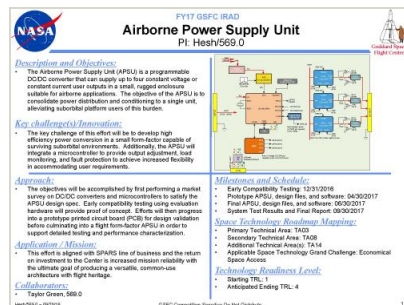 FY17 GSFC IRAD
Airborne Power Supply Unit
PI: Hesh/569.0
NASA
Goddard Space
Flight Center
Description and Objectives:
• The Airborne Power Supply Unit (APSU) is a programmable
DC/DC converter that can supply up to four constant voltage or
constant current user outputs in a small, rugged enclosure
suitable for airborne applications. The objective of the APSU is to
consolidate power distribution and conditioning to a single unit,
alleviating suborbital platform users of this burden.
Key challenge(s)/Innovation:
• The key challenge of this effort will be to develop high
efficiency power conversion in a small form-factor capable of
surviving suborbital environments. Additionally, the APSU will
integrate a microcontroller to provide output adjustment, load
monitoring, and fault protection to achieve increased flexibility
in accommodating user requirements.
Approach:
• The objectives will be accomplished by first performing a market
survey on DC/DC converters and microcontrollers to satisfy the
APSU design spec. Early compatibility testing using evaluation
hardware will provide proof of concept. Efforts will then progress
into a prototype printed circuit board (PCB) for design validation
before culminating into a flight form-factor APSU in order to
support detailed testing and performance characterization.
Application / Mission:
• This effort is aligned with SPARS line of business and the return
on investment to the Center is increased mission reliability with
the ultimate goal of producing a versatile, common-use
architecture with flight heritage.
Collaborators:
• Taylor Green, 569.0
Milestones and Schedule:
• Early Compatibility Testing: 12/31/2016
• Prototype APSU, design files, and software: 04/30/2017
• Final APSU, design files, and software: 06/30/2017
• System Test Results and Final Report: 09/30/2017
Space Technology Roadmap Mapping:
• Primary Technical Area: TA03
• Secondary Technical Area: TA08
• Additional Technical Area(s): TA14
• Applicable Space Technology Grand Challenge: Economical
Space Access
Technology Readiness Level:
• Starting TRL: 1
• Anticipated Ending TRL: 4